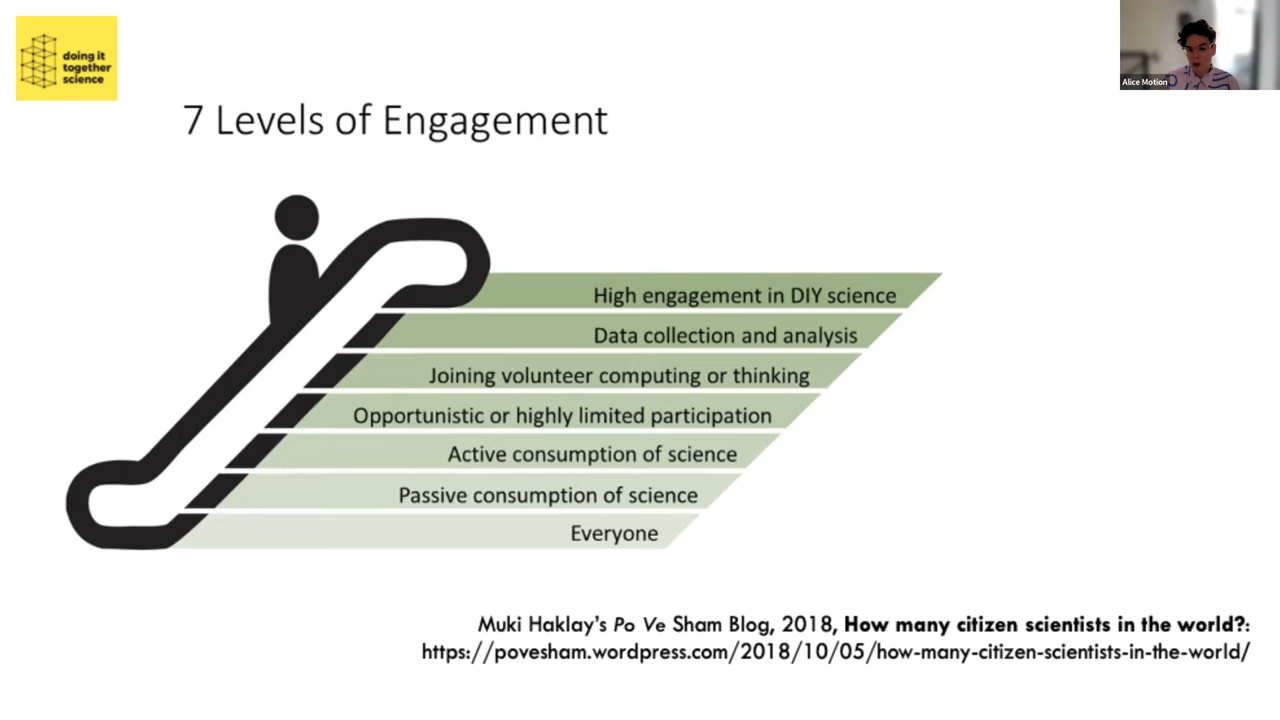 doing it
together
science
Alice Motion
7 Levels of Engagement
High engagement in DIY science
Data collection and analysis
Joining volunteer computing or thinking
Opportunistic or highly limited participation
Active consumption of science
Passive consumption of science
Everyone
Muki Haklay's Po Ve Sham Blog, 2018, How many citizen scientists in the world?:
https://povesham.wordpress.com/2018/10/05/how-many-citizen-scientists-in-the-world/